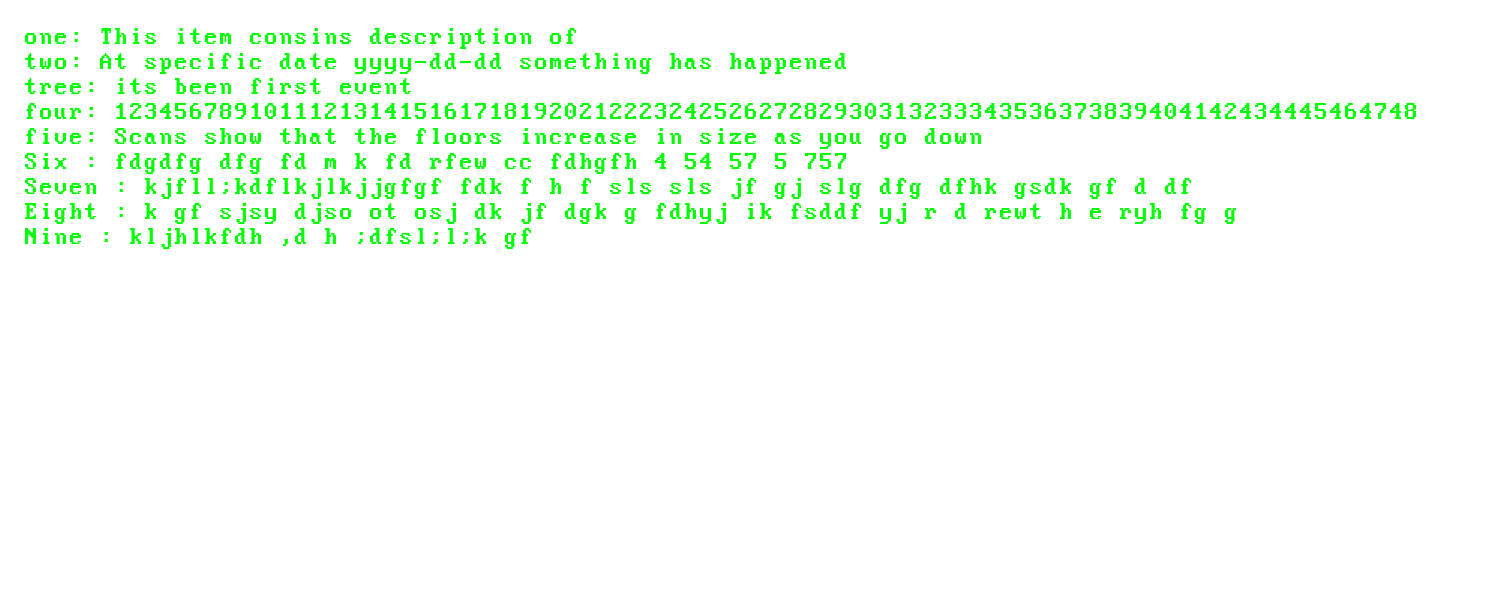 one: This item consins description of
two: At specific date yyyy-dd-dd something has happened
tree: its been first event
four: 123456789101112131415161718192021222324252627282930313233343536373839404142434445464748
five: Scans show that the floors increase in size as you go down
Six : fdgdfg dfg fd m k fd rfew cc fdhgfh 4 54 57 5 757
Seven : kjfll;kdflkjlkjjgfgf fdk f h f sls sls jf gj slg dfg dfhk gsdk gf d df
Eight : k gf sjsy djso ot osj dk jf dgk g fdhyj ik fsddf yj r d rewt h e ryh fg g
Nine : kljhlkfdh ,d h ;dfsl;l;k gf